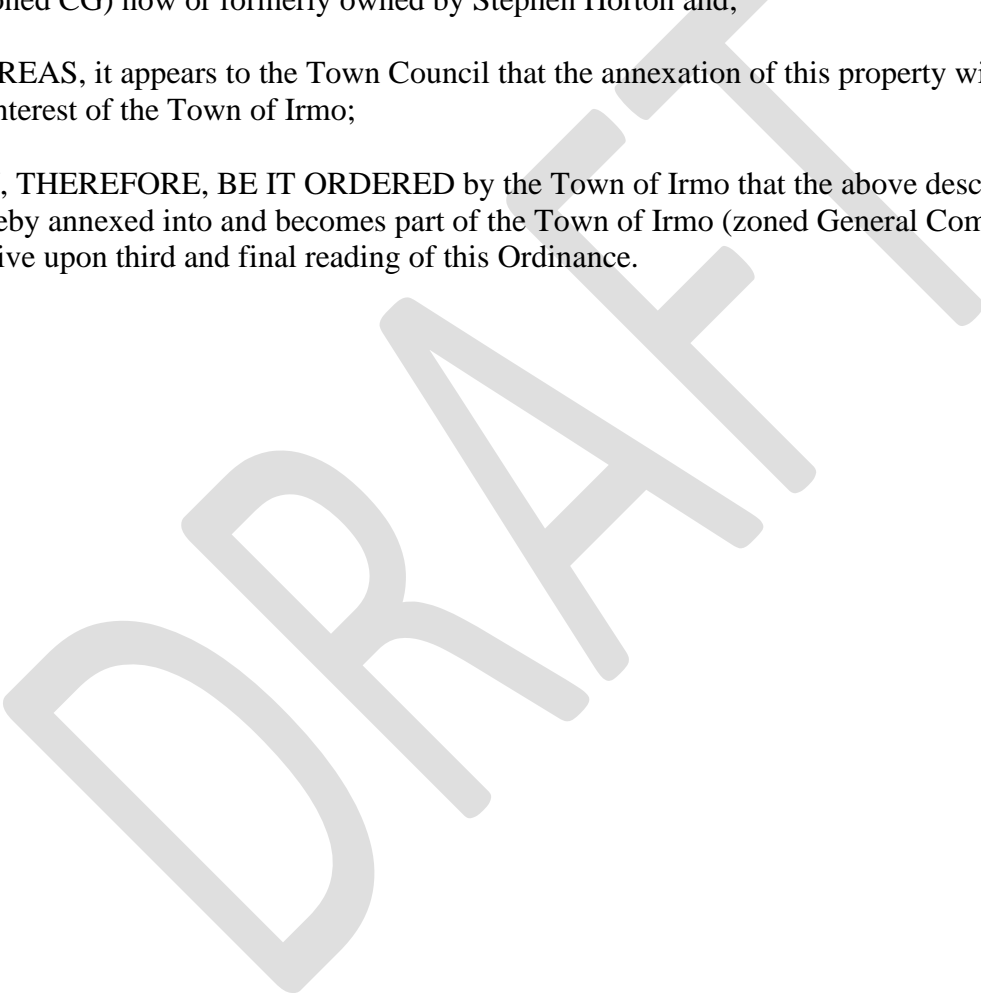 oned CG) now or formerly owned by Stephen Horton and;
REAS, it appears to the Town Council that the annexation of this property wi
nterest of the Town of Irmo;
, THEREFORE, BE IT ORDERED by the Town of Irmo that the above desc
eby annexed into and becomes part of the Town of Irmo (zoned General Com
ive upon third and final reading of this Ordinance.
DRAFT